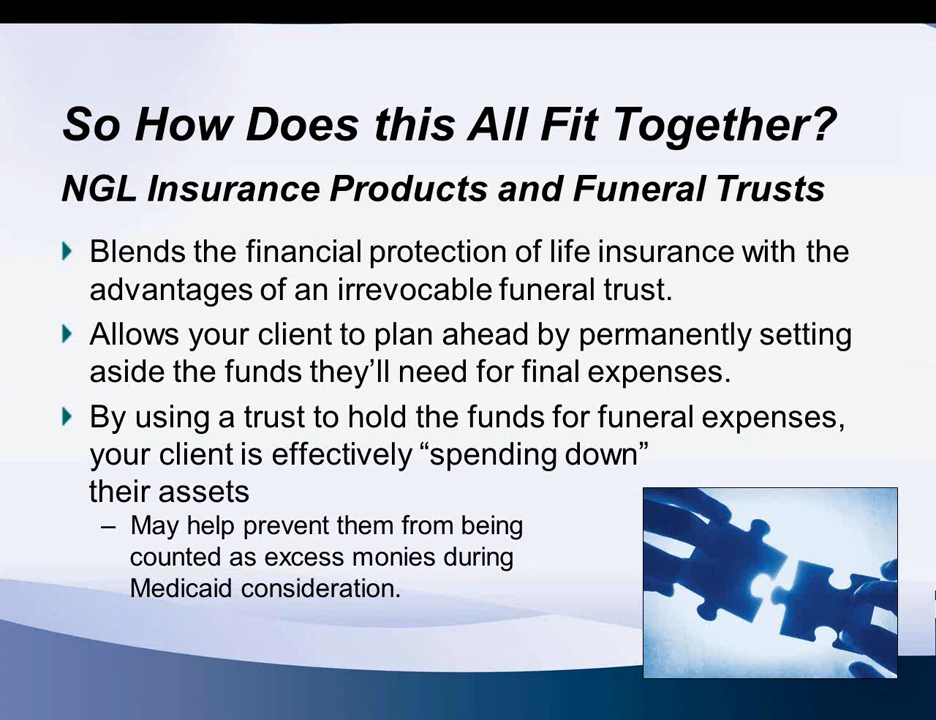 So How Does this All Fit Together?
NGL Insurance Products and Funeral Trusts
Blends the financial protection of life insurance with the
advantages of an irrevocable funeral trust.
Allows your client to plan ahead by permanently setting
aside the funds they’ll need for final expenses.
By using a trust to hold the funds for funeral expenses,
your client is effectively “spending down”
their assets
– May help prevent them from being
counted as excess monies during
Medicaid consideration.